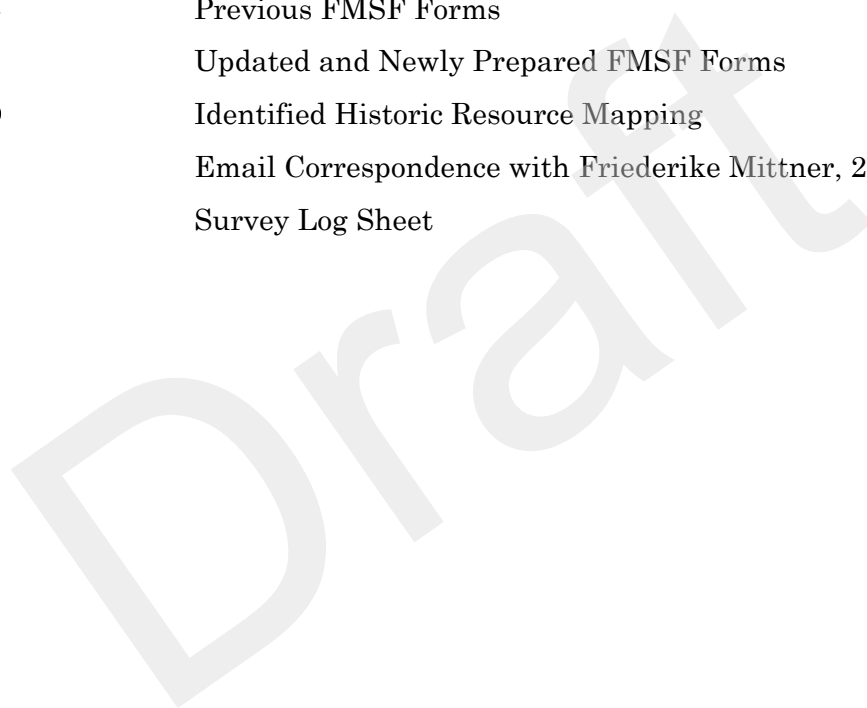 Previous FMSF Forms
Updated and Newly Prepared FMSF Forms
Identified Historic Resource Mapping
Email Correspondence with Friederike Mittner, 2
Survey Log Sheet
Draft